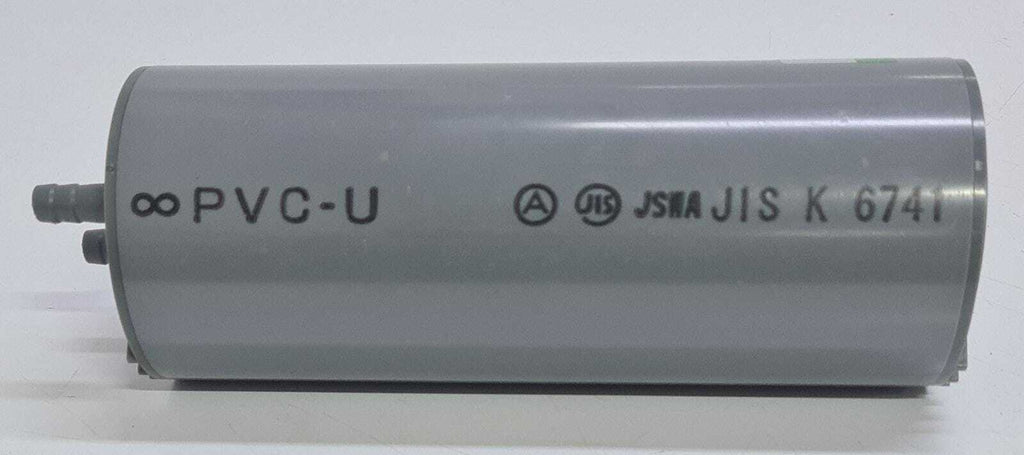 ∞PVC-U Ⓐ JIS JSWA JIS K 6741